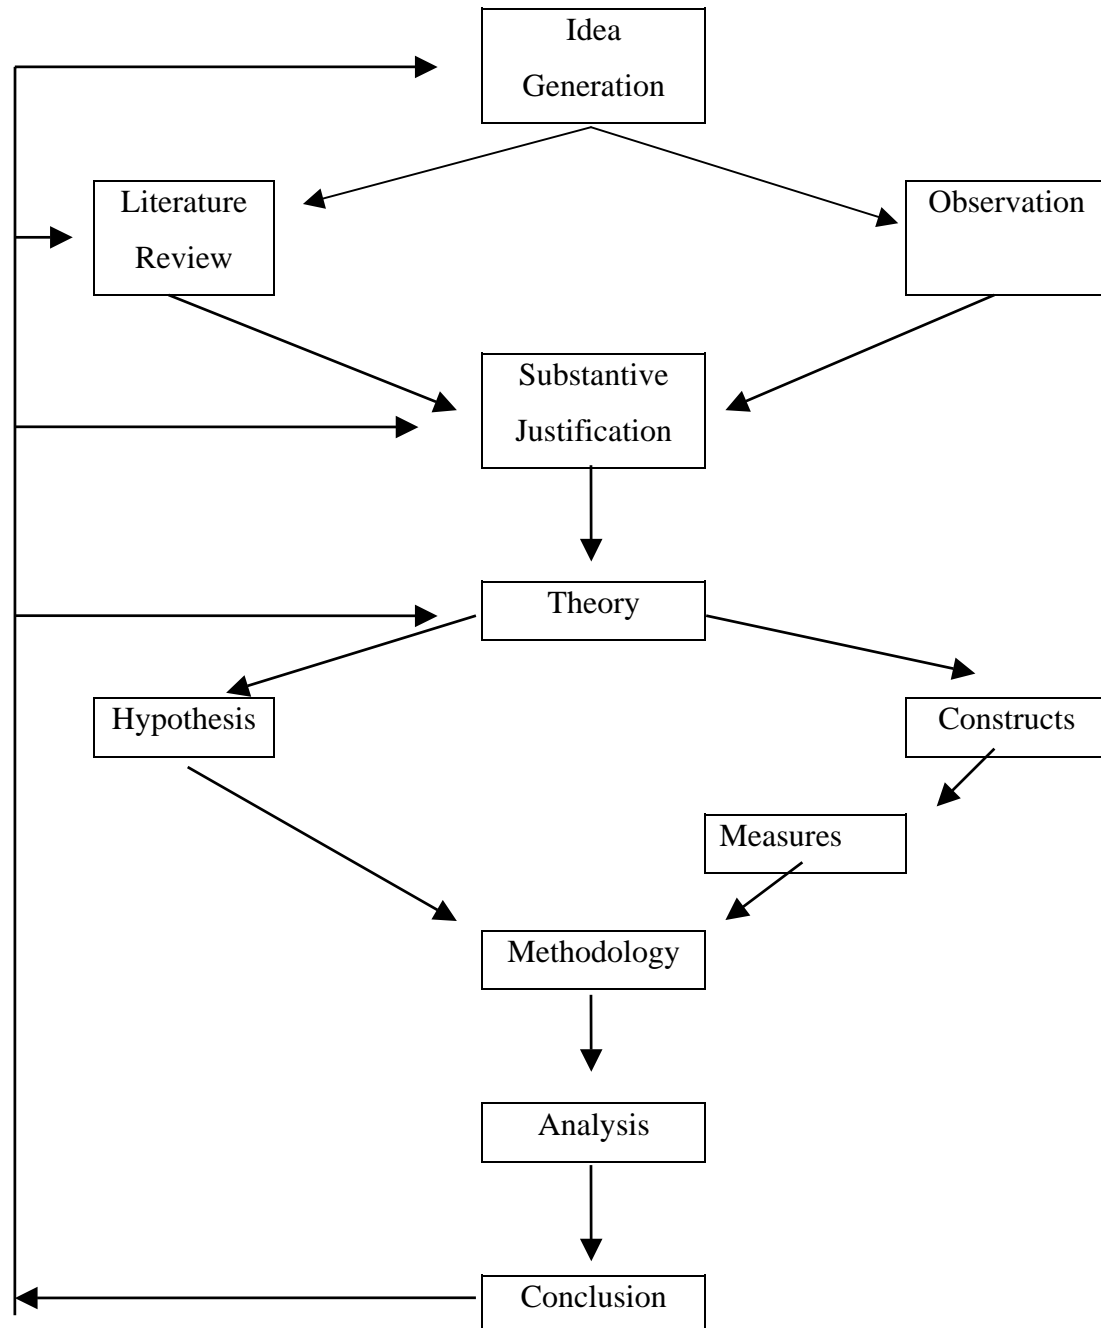 Idea
Generation
Literature
Review
Observation
Substantive
Justification
Theory
Hypothesis
Constructs
Measures
Methodology
Analysis
Conclusion